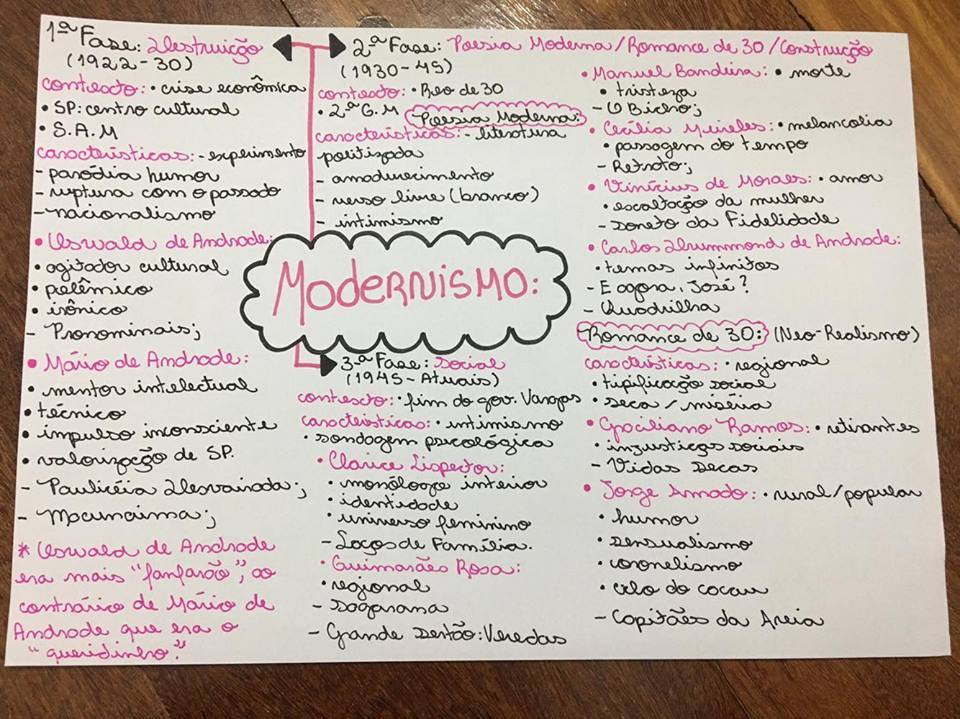 1ª Fase: Destruição
(1922-30)
contexto: • crise econômica
• SP: centro cultural
• S.A.M
características: - experimento
- paródia humor
- ruptura com o passado
- nacionalismo
• Oswald de Andrade:
• agitador cultural
• polêmico
• irônico
- Pronominais;
• Mário de Andrade:
• mentor intelectual
• técnico
• impulso inconsciente
• valorização de SP.
- Paulicéia Desvairada;
- Macunaíma;
* Oswald de Andrade
era mais "fanfarão", ao
contrário de Mário de
Andrade que era o
"queridinho".
2ª Fase: Poesia Moderna/Romance de 30/Construção
(1930-45)
contexto: • Rev de 30
• 2ª G.M
Poesia Moderna:
características: - literatura
politizada
- amadurecimento
- verso livre (branco)
- intimismo
• Manuel Bandeira: • morte
• tristeza
- O Bicho;
• Cecília Meireles: • melancolia
• passagem do tempo
- Retrato;
• Vinícius de Moraes: • amor
• exaltação da mulher
- Soneto da Fidelidade
• Carlos Drummond de Andrade:
• temas infinitos
- E agora, José?
- Quadrilha
Romance de 30: (Neo-Realismo)
características: • regional
• tipificação social
• seca/miséria
• Graciliano Ramos: • retirantes
• injustiças sociais
- Vidas Secas
• Jorge Amado: • rural/popular
• humor
• sensualismo
• coronelismo
• ciclo do cacau
- Capitães da Areia
MODERNISMO:
3ª Fase: Social
(1945-Atuais)
contexto: • fim do gov. Vargas
características: • intimismo
• sondagem psicológica
• Clarice Lispector:
• monólogo interior
• identidade
• universo feminino
- Laços de Família.
• Guimarães Rosa:
• regional
- Sagarana
- Grande Sertão: Veredas